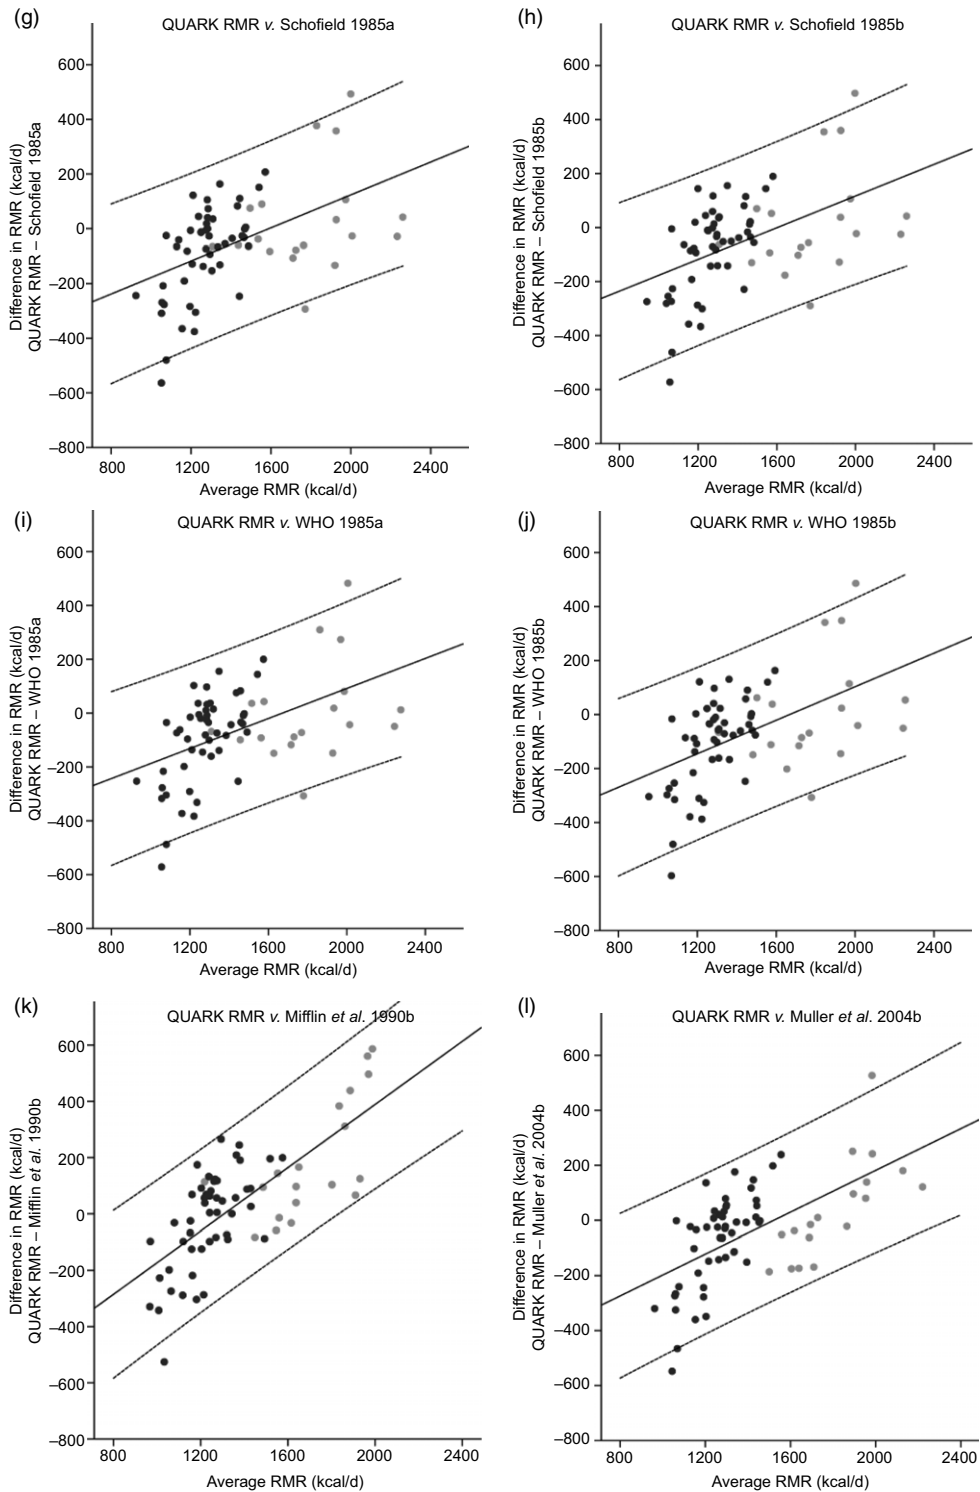 (g)
QUARK RMR v. Schofield 1985a
600
400
200
0
–200
–400
–600
–800
Difference in RMR (kcal/d)
QUARK RMR – Schofield 1985a
800 1200 1600 2000 2400
Average RMR (kcal/d)
(h)
QUARK RMR v. Schofield 1985b
600
400
200
0
–200
–400
–600
–800
Difference in RMR (kcal/d)
QUARK RMR – Schofield 1985b
800 1200 1600 2000 2400
Average RMR (kcal/d)
(i)
QUARK RMR v. WHO 1985a
600
400
200
0
–200
–400
–600
–800
Difference in RMR (kcal/d)
QUARK RMR – WHO 1985a
800 1200 1600 2000 2400
Average RMR (kcal/d)
(j)
QUARK RMR v. WHO 1985b
600
400
200
0
–200
–400
–600
–800
Difference in RMR (kcal/d)
QUARK RMR – WHO 1985b
800 1200 1600 2000 2400
Average RMR (kcal/d)
(k)
QUARK RMR v. Mifflin et al. 1990b
600
400
200
0
–200
–400
–600
–800
Difference in RMR (kcal/d)
QUARK RMR – Mifflin et al. 1990b
800 1200 1600 2000 2400
Average RMR (kcal/d)
(l)
QUARK RMR v. Muller et al. 2004b
600
400
200
0
–200
–400
–600
–800
Difference in RMR (kcal/d)
QUARK RMR – Muller et al. 2004b
800 1200 1600 2000 2400
Average RMR (kcal/d)